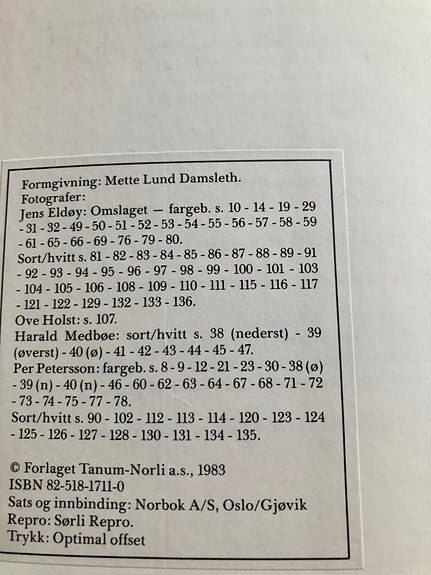 Formgivning: Mette Lund Damsleth.
Fotografer:
Jens Eldøy: Omslaget — fargeb. s. 10 - 14 - 19 - 29
- 31 - 32 - 49 - 50 - 51 - 52 - 53 - 54 - 55 - 56 - 57 - 58 - 59
- 61 - 65 - 66 - 69 - 76 - 79 - 80.
Sort/hvitt s. 81 - 82 - 83 - 84 - 85 - 86 - 87 - 88 - 89 - 91
- 92 - 93 - 94 - 95 - 96 - 97 - 98 - 99 - 100 - 101 - 103
- 104 - 105 - 106 - 108 - 109 - 110 - 111 - 115 - 116 - 117
- 121 - 122 - 129 - 132 - 133 - 136.
Ove Holst: s. 107.
Harald Medbøe: sort/hvitt s. 38 (nederst) - 39
(øverst) - 40 (ø) - 41 - 42 - 43 - 44 - 45 - 47.
Per Petersson: fargeb. s. 8 - 9 - 12 - 21 - 23 - 30 - 38 (ø)
- 39 (n) - 40 (n) - 46 - 60 - 62 - 63 - 64 - 67 - 68 - 71 - 72
- 73 - 74 - 75 - 77 - 78.
Sort/hvitt s. 90 - 102 - 112 - 113 - 114 - 120 - 123 - 124
- 125 - 126 - 127 - 128 - 130 - 131 - 134 - 135.
© Forlaget Tanum-Norli a.s., 1983
ISBN 82-518-1711-0
Sats og innbinding: Norbok A/S, Oslo/Gjøvik
Repro: Sørli Repro.
Trykk: Optimal offset